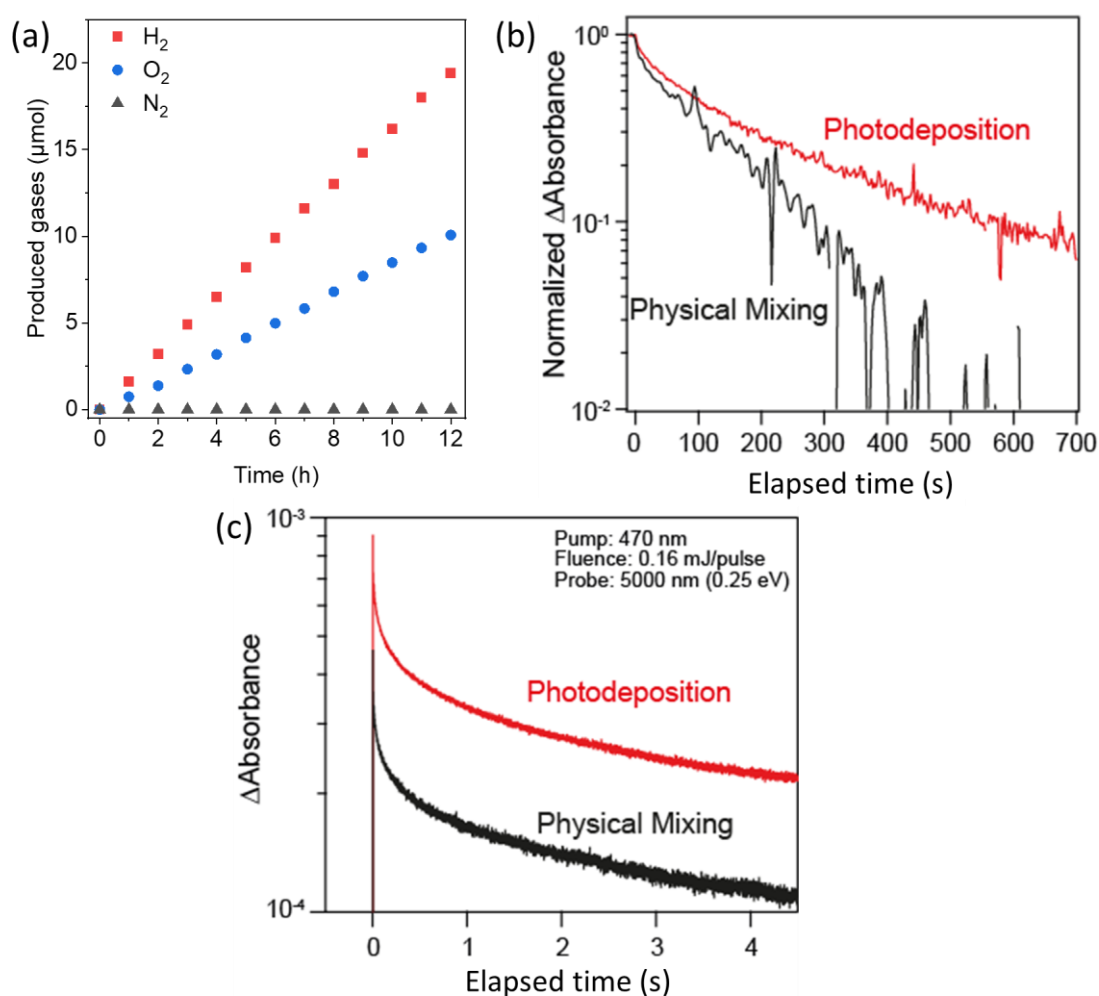 (a)
H₂
O₂
N₂
Produced gases (µmol)
20
15
10
5
0
0 2 4 6 8 10 12
Time (h)
(b)
Normalized ΔAbsorbance
10⁰
10⁻¹
10⁻²
Photodeposition
Physical Mixing
0 100 200 300 400 500 600 700
Elapsed time (s)
(c)
ΔAbsorbance
10⁻³
10⁻⁴
Pump: 470 nm
Fluence: 0.16 mJ/pulse
Probe: 5000 nm (0.25 eV)
Photodeposition
Physical Mixing
0 1 2 3 4
Elapsed time (s)